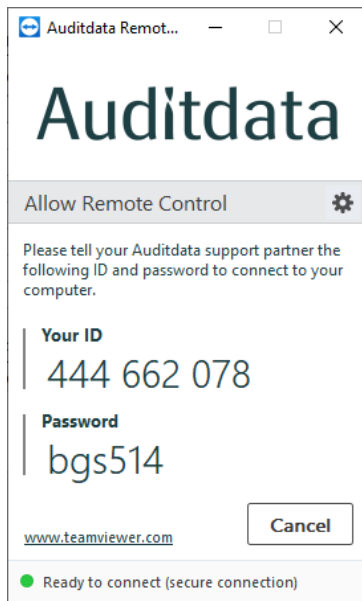 Auditdata Remot...
Auditdata
Allow Remote Control
Please tell your Auditdata support partner the
following ID and password to connect to your
computer.
Your ID
444 662 078
Password
bgs514
www.teamviewer.com
Cancel
Ready to connect (secure connection)